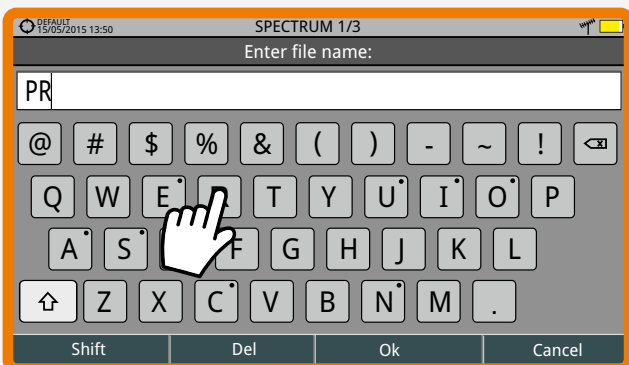 DEFAULT
15/05/2015 13:50
SPECTRUM 1/3
Enter file name:
PR
@ # $ % & ( ) - ~ !
Q W E T Y U I O P
A S F G H J K L
Z X C V B N M .
Shift Del Ok Cancel